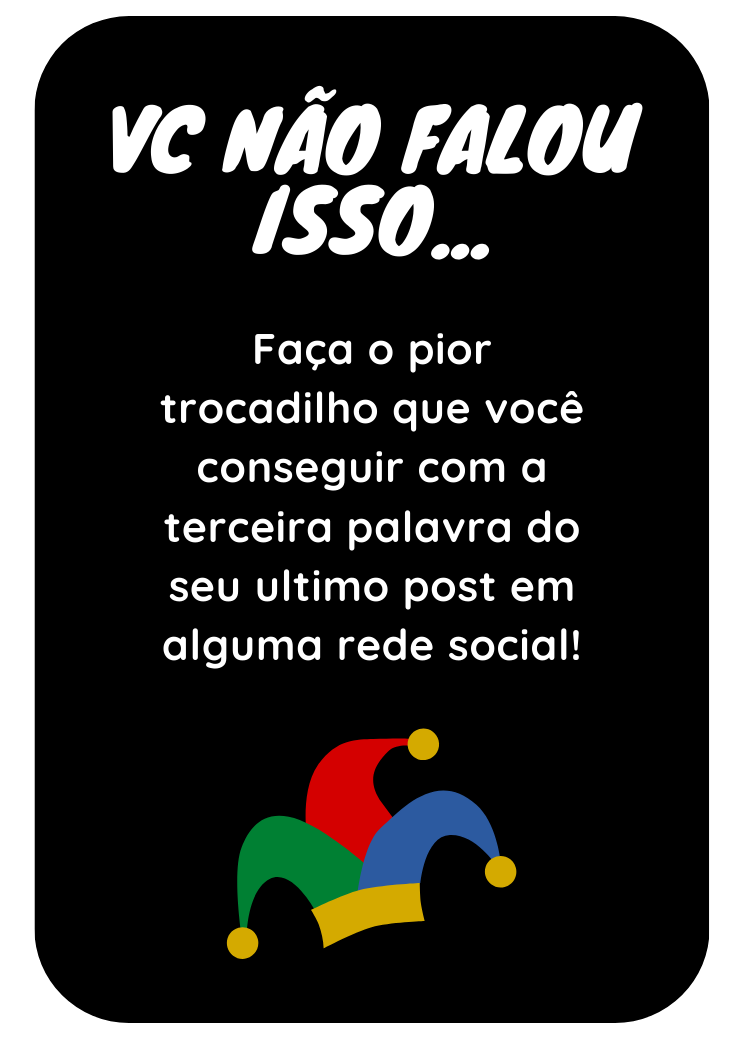 VC NÃO FALOU
ISSO...
Faça o pior
trocadilho que você
conseguir com a
terceira palavra do
seu ultimo post em
alguma rede social!